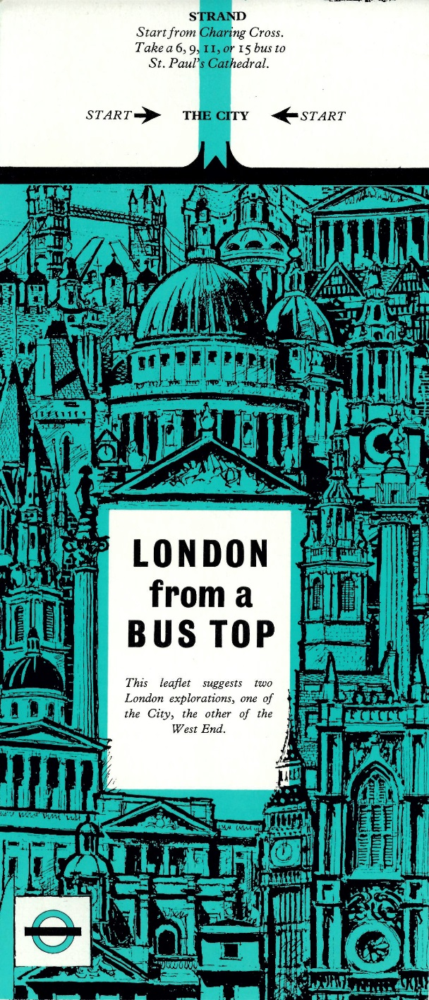 STRAND
Start from Charing Cross.
Take a 6, 9, 11, or 15 bus to
St. Paul's Cathedral.
START THE CITY START
LONDON
from a
BUS TOP
This leaflet suggests two
London explorations, one of
the City, the other of the
West End.